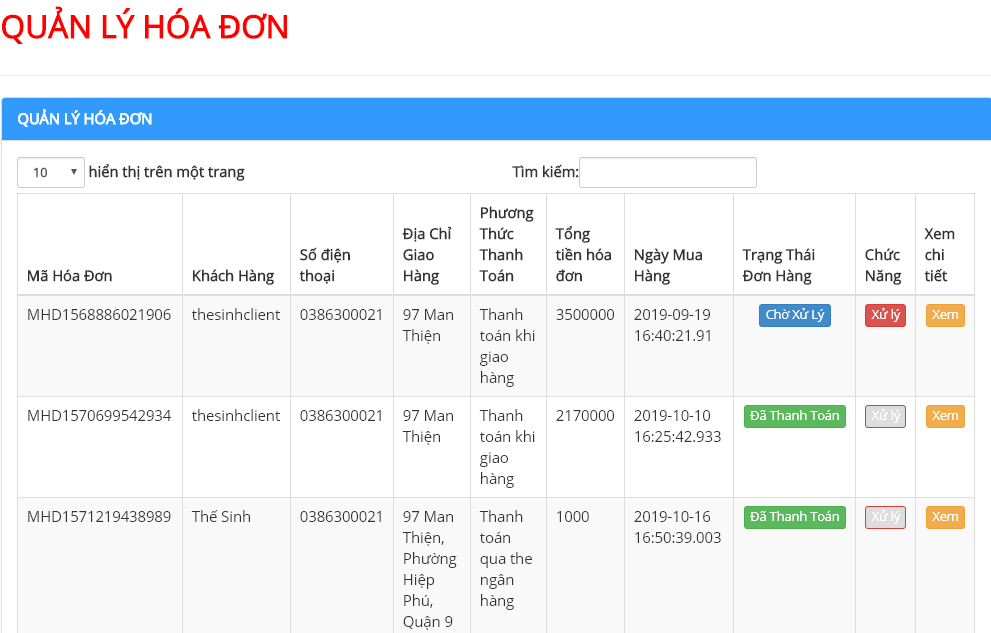 QUẢN LÝ HÓA ĐƠN
QUẢN LÝ HÓA ĐƠN
10 hiển thị trên một trang
Tìm kiếm:
Mã Hóa Đơn
Khách Hàng
Số điện
thoại
Địa Chỉ
Giao
Hàng
Phương
Thức
Thanh
Toán
Tổng
tiền hóa
đơn
Ngày Mua
Hàng
Trạng Thái
Đơn Hàng
Chức
Năng
Xem
chi
tiết
MHD1568886021906
thesinhclient
0386300021
97 Man
Thiện
Thanh
toán khi
giao
hàng
3500000
2019-09-19
16:40:21.91
Chờ Xử Lý
Xử lý
Xem
MHD1570699542934
thesinhclient
0386300021
97 Man
Thiện
Thanh
toán khi
giao
hàng
2170000
2019-10-10
16:25:42.933
Đã Thanh Toán
Xử lý
Xem
MHD1571219438989
Thế Sinh
0386300021
97 Man
Thiện,
Phường
Hiệp
Phú,
Quận 9
Thanh
toán
qua the
ngân
hàng
1000
2019-10-16
16:50:39.003
Đã Thanh Toán
Xử lý
Xem